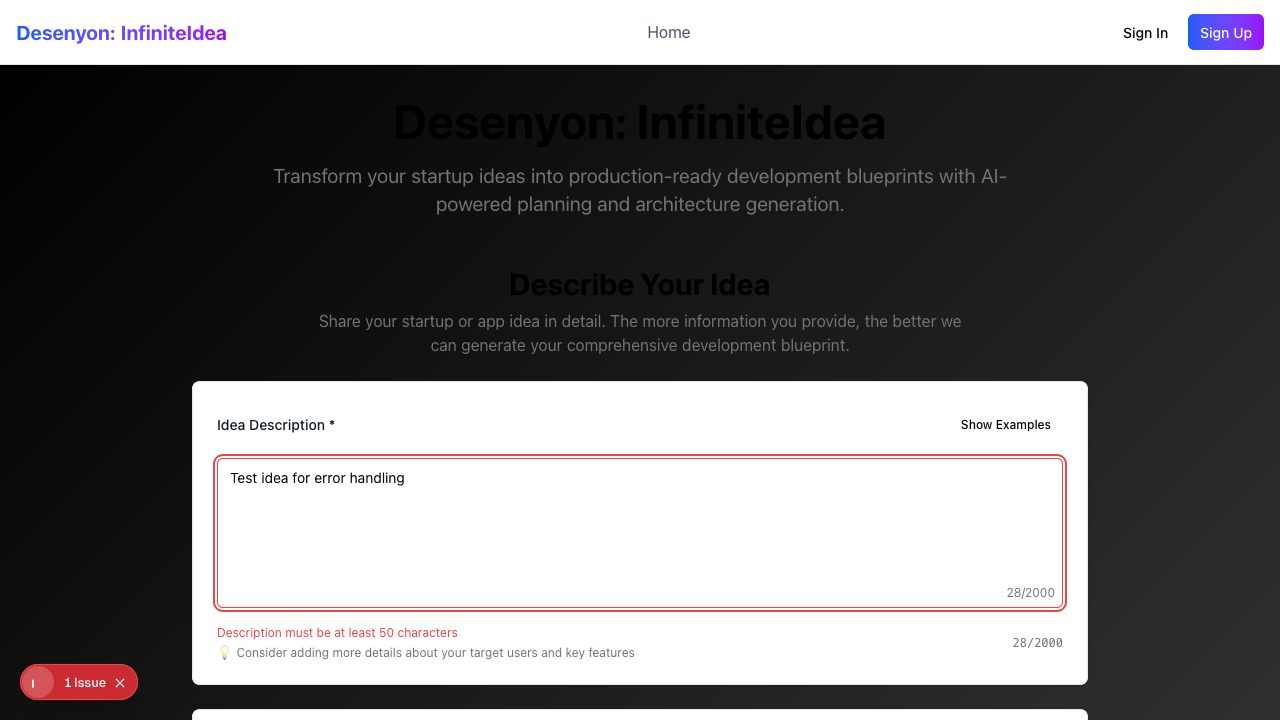 Desenyon: InfiniteIdea
Home
Sign In
Sign Up
Desenyon: InfiniteIdea
Transform your startup ideas into production-ready development blueprints with AI-
powered planning and architecture generation.
Describe Your Idea
Share your startup or app idea in detail. The more information you provide, the better we
can generate your comprehensive development blueprint.
Idea Description *
Show Examples
Test idea for error handling
28/2000
Description must be at least 50 characters
28/2000
💡 Consider adding more details about your target users and key features
1 Issue